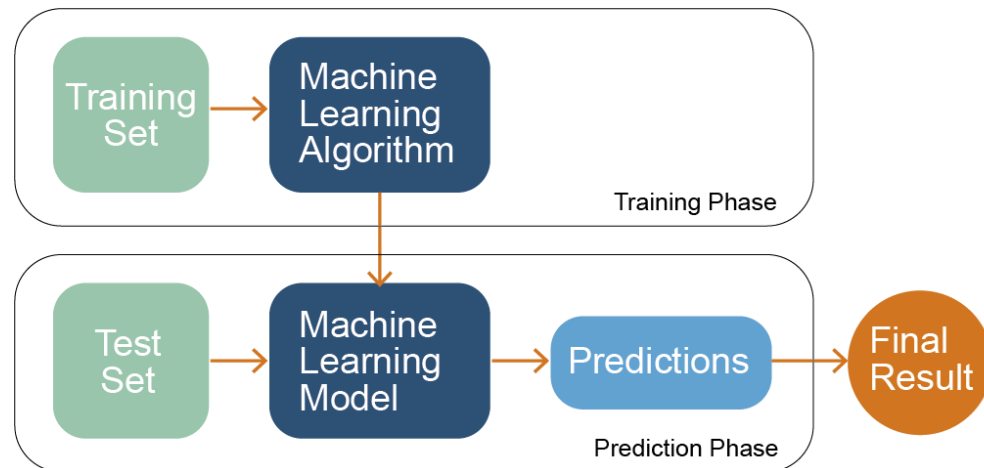 Training
Set
Machine
Learning
Algorithm
Training Phase
Test
Set
Machine
Learning
Model
Predictions
Final
Result
Prediction Phase